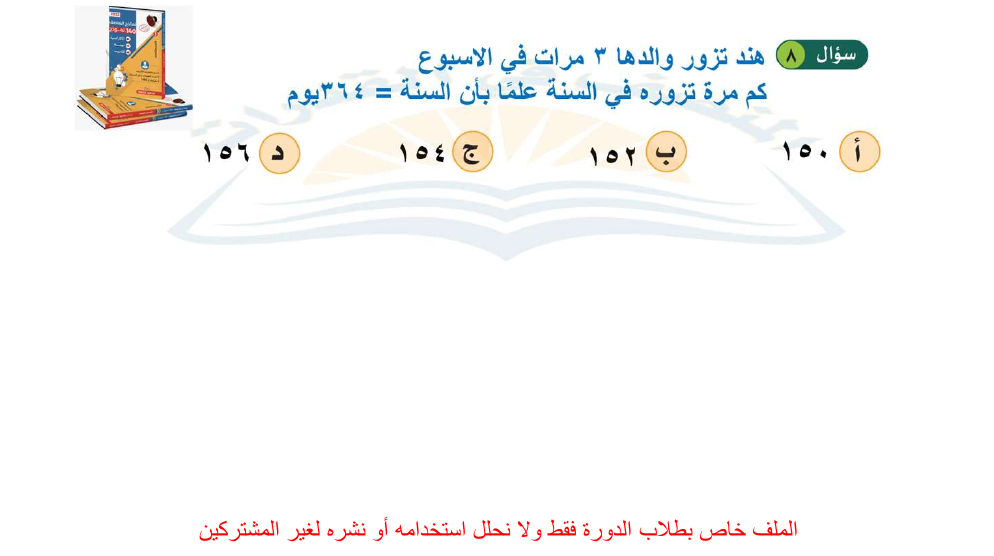 سؤال ٨
هند تزور والدها ٣ مرات في الاسبوع
كم مرة تزوره في السنة علمًا بأن السنة = ٣٦٤يوم
أ ١٥٠
ب ١٥٢
ج ١٥٤
د ١٥٦
الملف خاص بطلاب الدورة فقط ولا نحلل استخدامه أو نشره لغير المشتركين